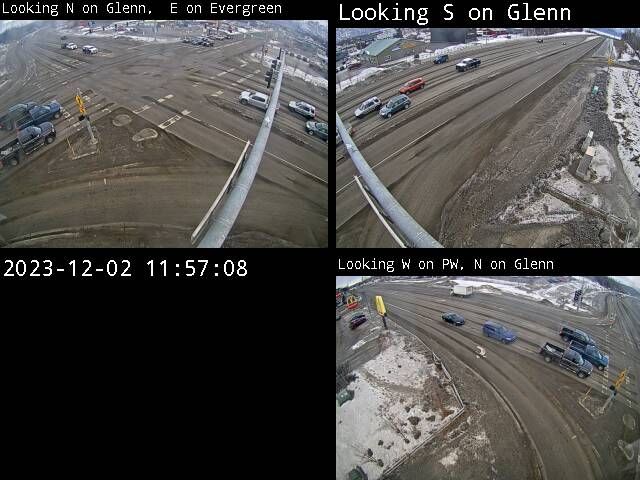 Looking N on Glenn,  E on Evergreen
Looking S on Glenn
2023-12-02 11:57:08
Looking W on PW, N on Glenn